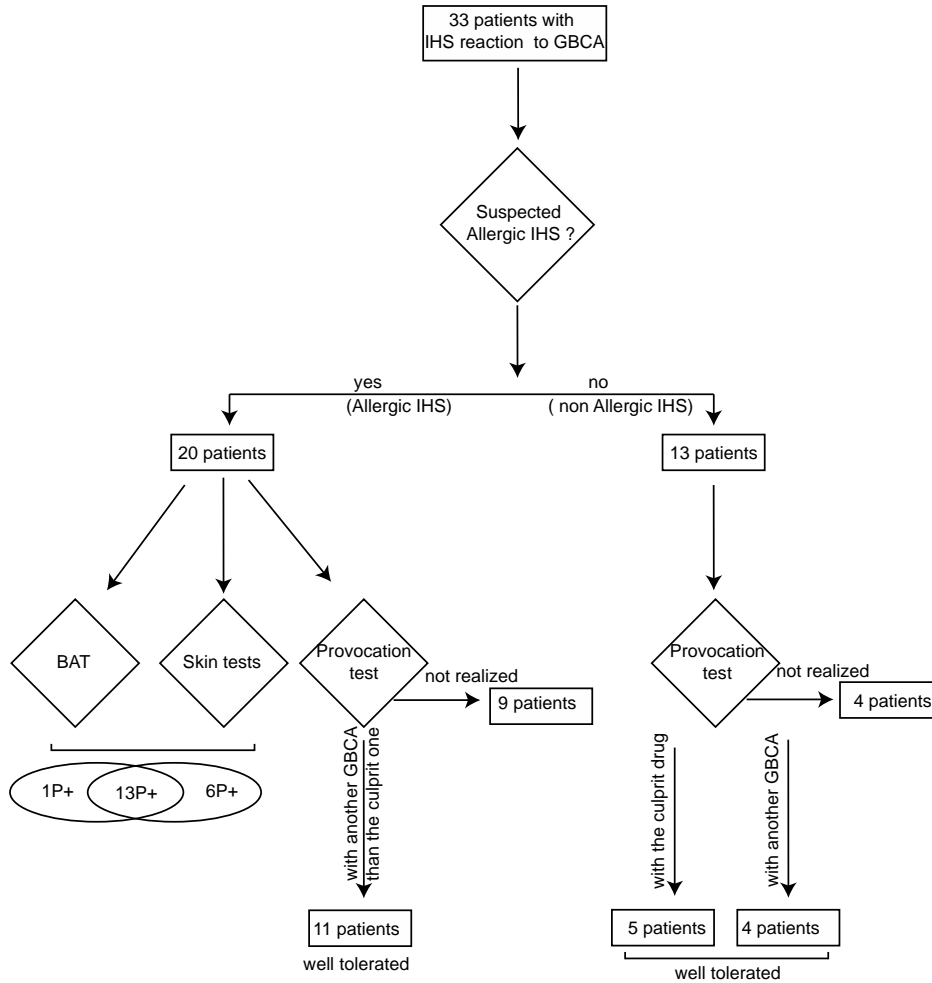 33 patients with
IHS reaction to GBCA
Suspected
Allergic IHS ?
yes
(Allergic IHS)
no
( non Allergic IHS)
20 patients
13 patients
BAT
Skin tests
Provocation
test
not realized
9 patients
Provocation
test
not realized
4 patients
1P+
13P+
6P+
with another GBCA
than the culprit one
with the culprit drug
with another GBCA
11 patients
well tolerated
5 patients
4 patients
well tolerated